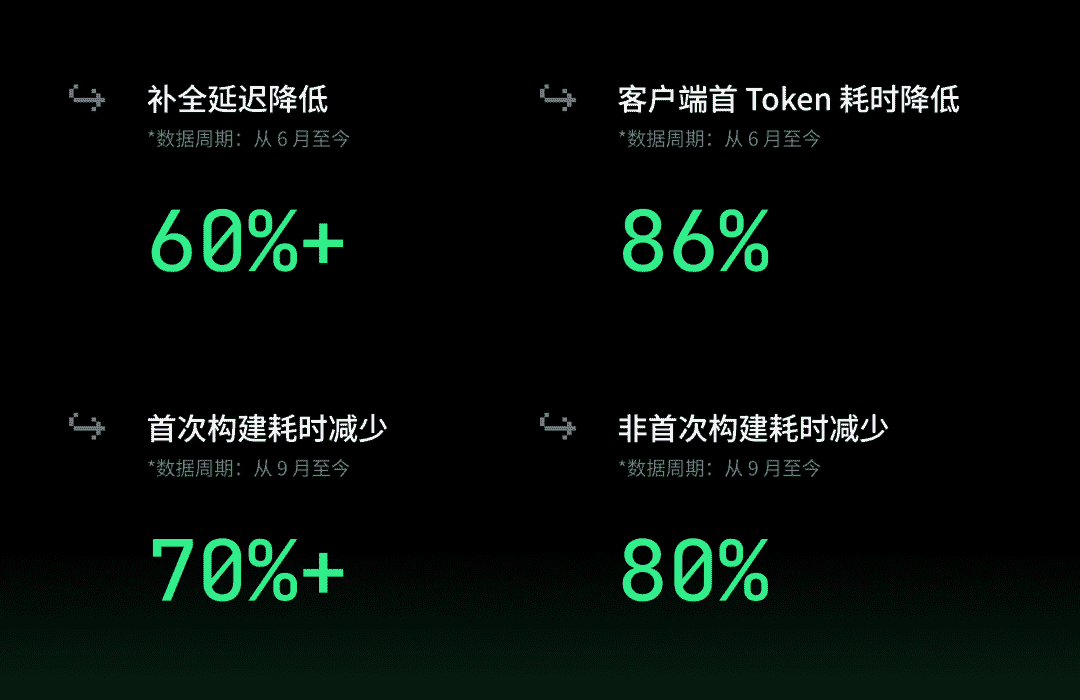 补全延迟降低
*数据周期：从 6 月至今
60%+
客户端首 Token 耗时降低
*数据周期：从 6 月至今
86%
首次构建耗时减少
*数据周期：从 9 月至今
70%+
非首次构建耗时减少
*数据周期：从 9 月至今
80%